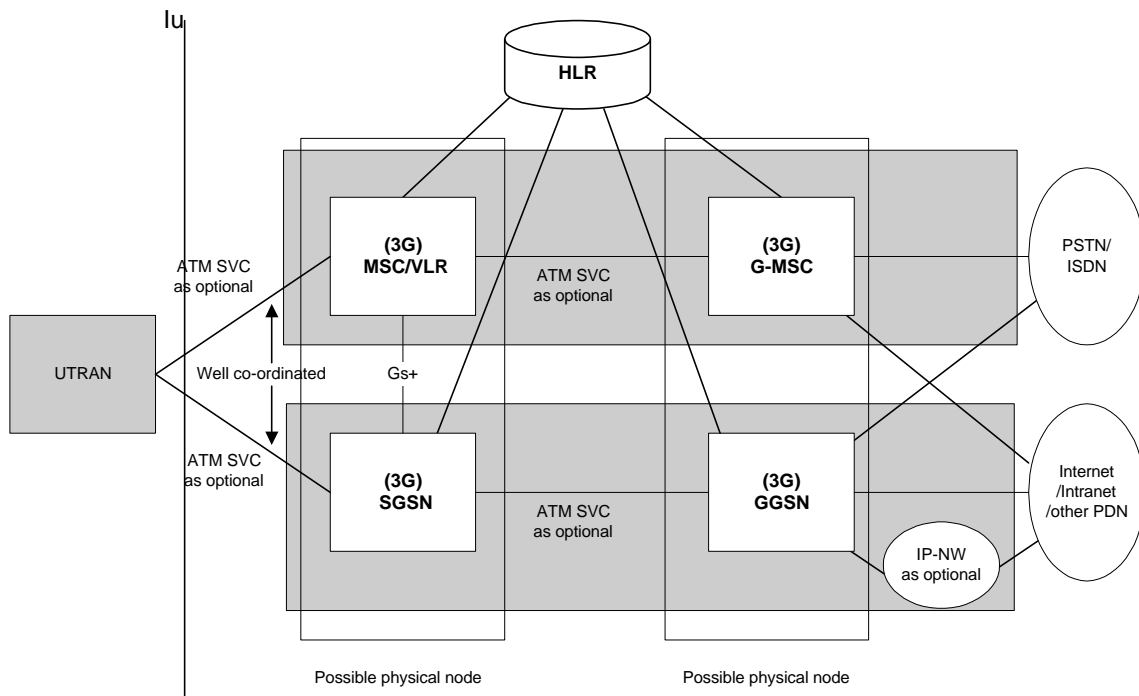 Iu
HLR
(3G)
MSC/VLR
(3G)
G-MSC
PSTN/
ISDN
ATM SVC
as optional
ATM SVC
as optional
UTRAN
Well co-ordinated
Gs+
ATM SVC
as optional
(3G)
SGSN
ATM SVC
as optional
(3G)
GGSN
Internet
/Intranet
/other PDN
IP-NW
as optional
Possible physical node
Possible physical node